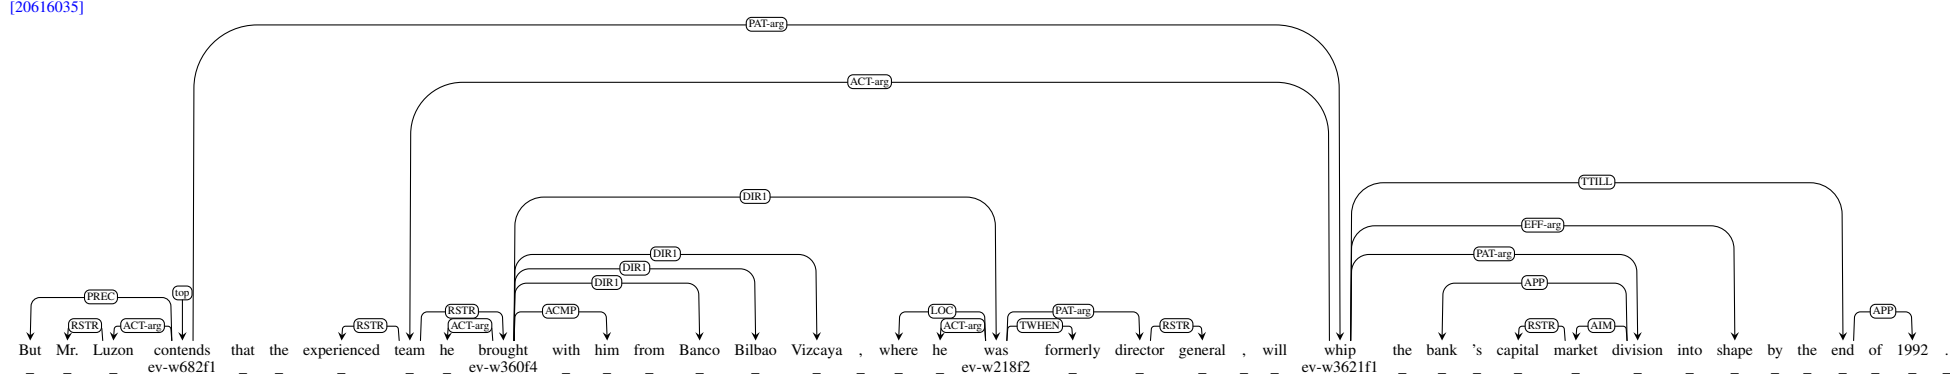 [20616035]
PAT-arg
ACT-arg
TTILL
DIR1
EFF-arg
DIR1 PAT-arg
DIR1
DIR1 APP
PREC top
RSTR ACMP LOC PAT-arg APP
RSTR ACT-arg RSTR ACT-arg ACT-arg TWHEN RSTR RSTR AIM
But Mr. Luzon contends that the experienced team he brought with him from Banco Bilbao Vizcaya , where he was formerly director general , will whip the bank 's capital market division into shape by the end of 1992 .
_ _ _ ev-w682f1 _ _ _ _ _ ev-w360f4 _ _ _ _ _ _ _ _ _ ev-w218f2 _ _ _ _ _ ev-w3621f1 _ _ _ _ _ _ _ _ _ _ _ _ _ _